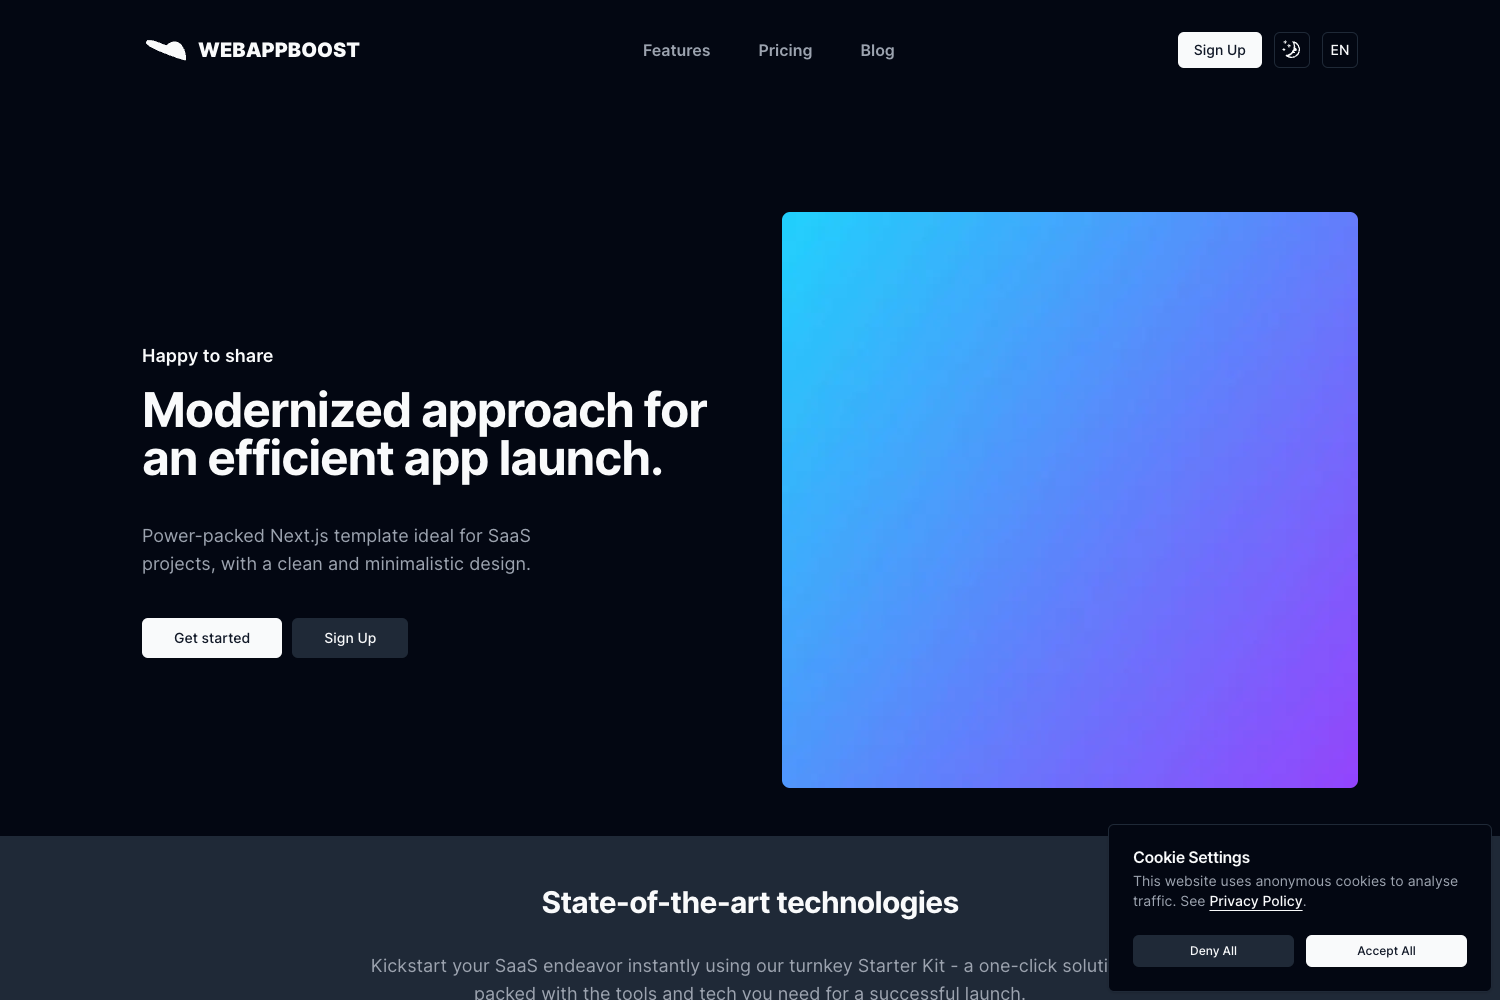 WEBAPPBOOST
Features
Pricing
Blog
Sign Up
EN
Happy to share
Modernized approach for
an efficient app launch.
Power-packed Next.js template ideal for SaaS
projects, with a clean and minimalistic design.
Get started
Sign Up
State-of-the-art technologies
Kickstart your SaaS endeavor instantly using our turnkey Starter Kit - a one-click
packed with the tools and tech you need for a successful launch.
Cookie Settings
This website uses anonymous cookies to analyse
traffic. See Privacy Policy.
Deny All
Accept All